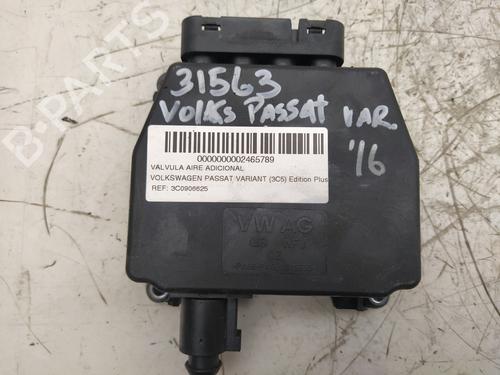 B-PARTS
31563
Volks Passat VAR.
'16
0000000002465789
VALVULA AIRE ADICIONAL
VOLKSWAGEN PASSAT VARIANT (3C5) Edition Plus
REF: 3C0906625
VW AG